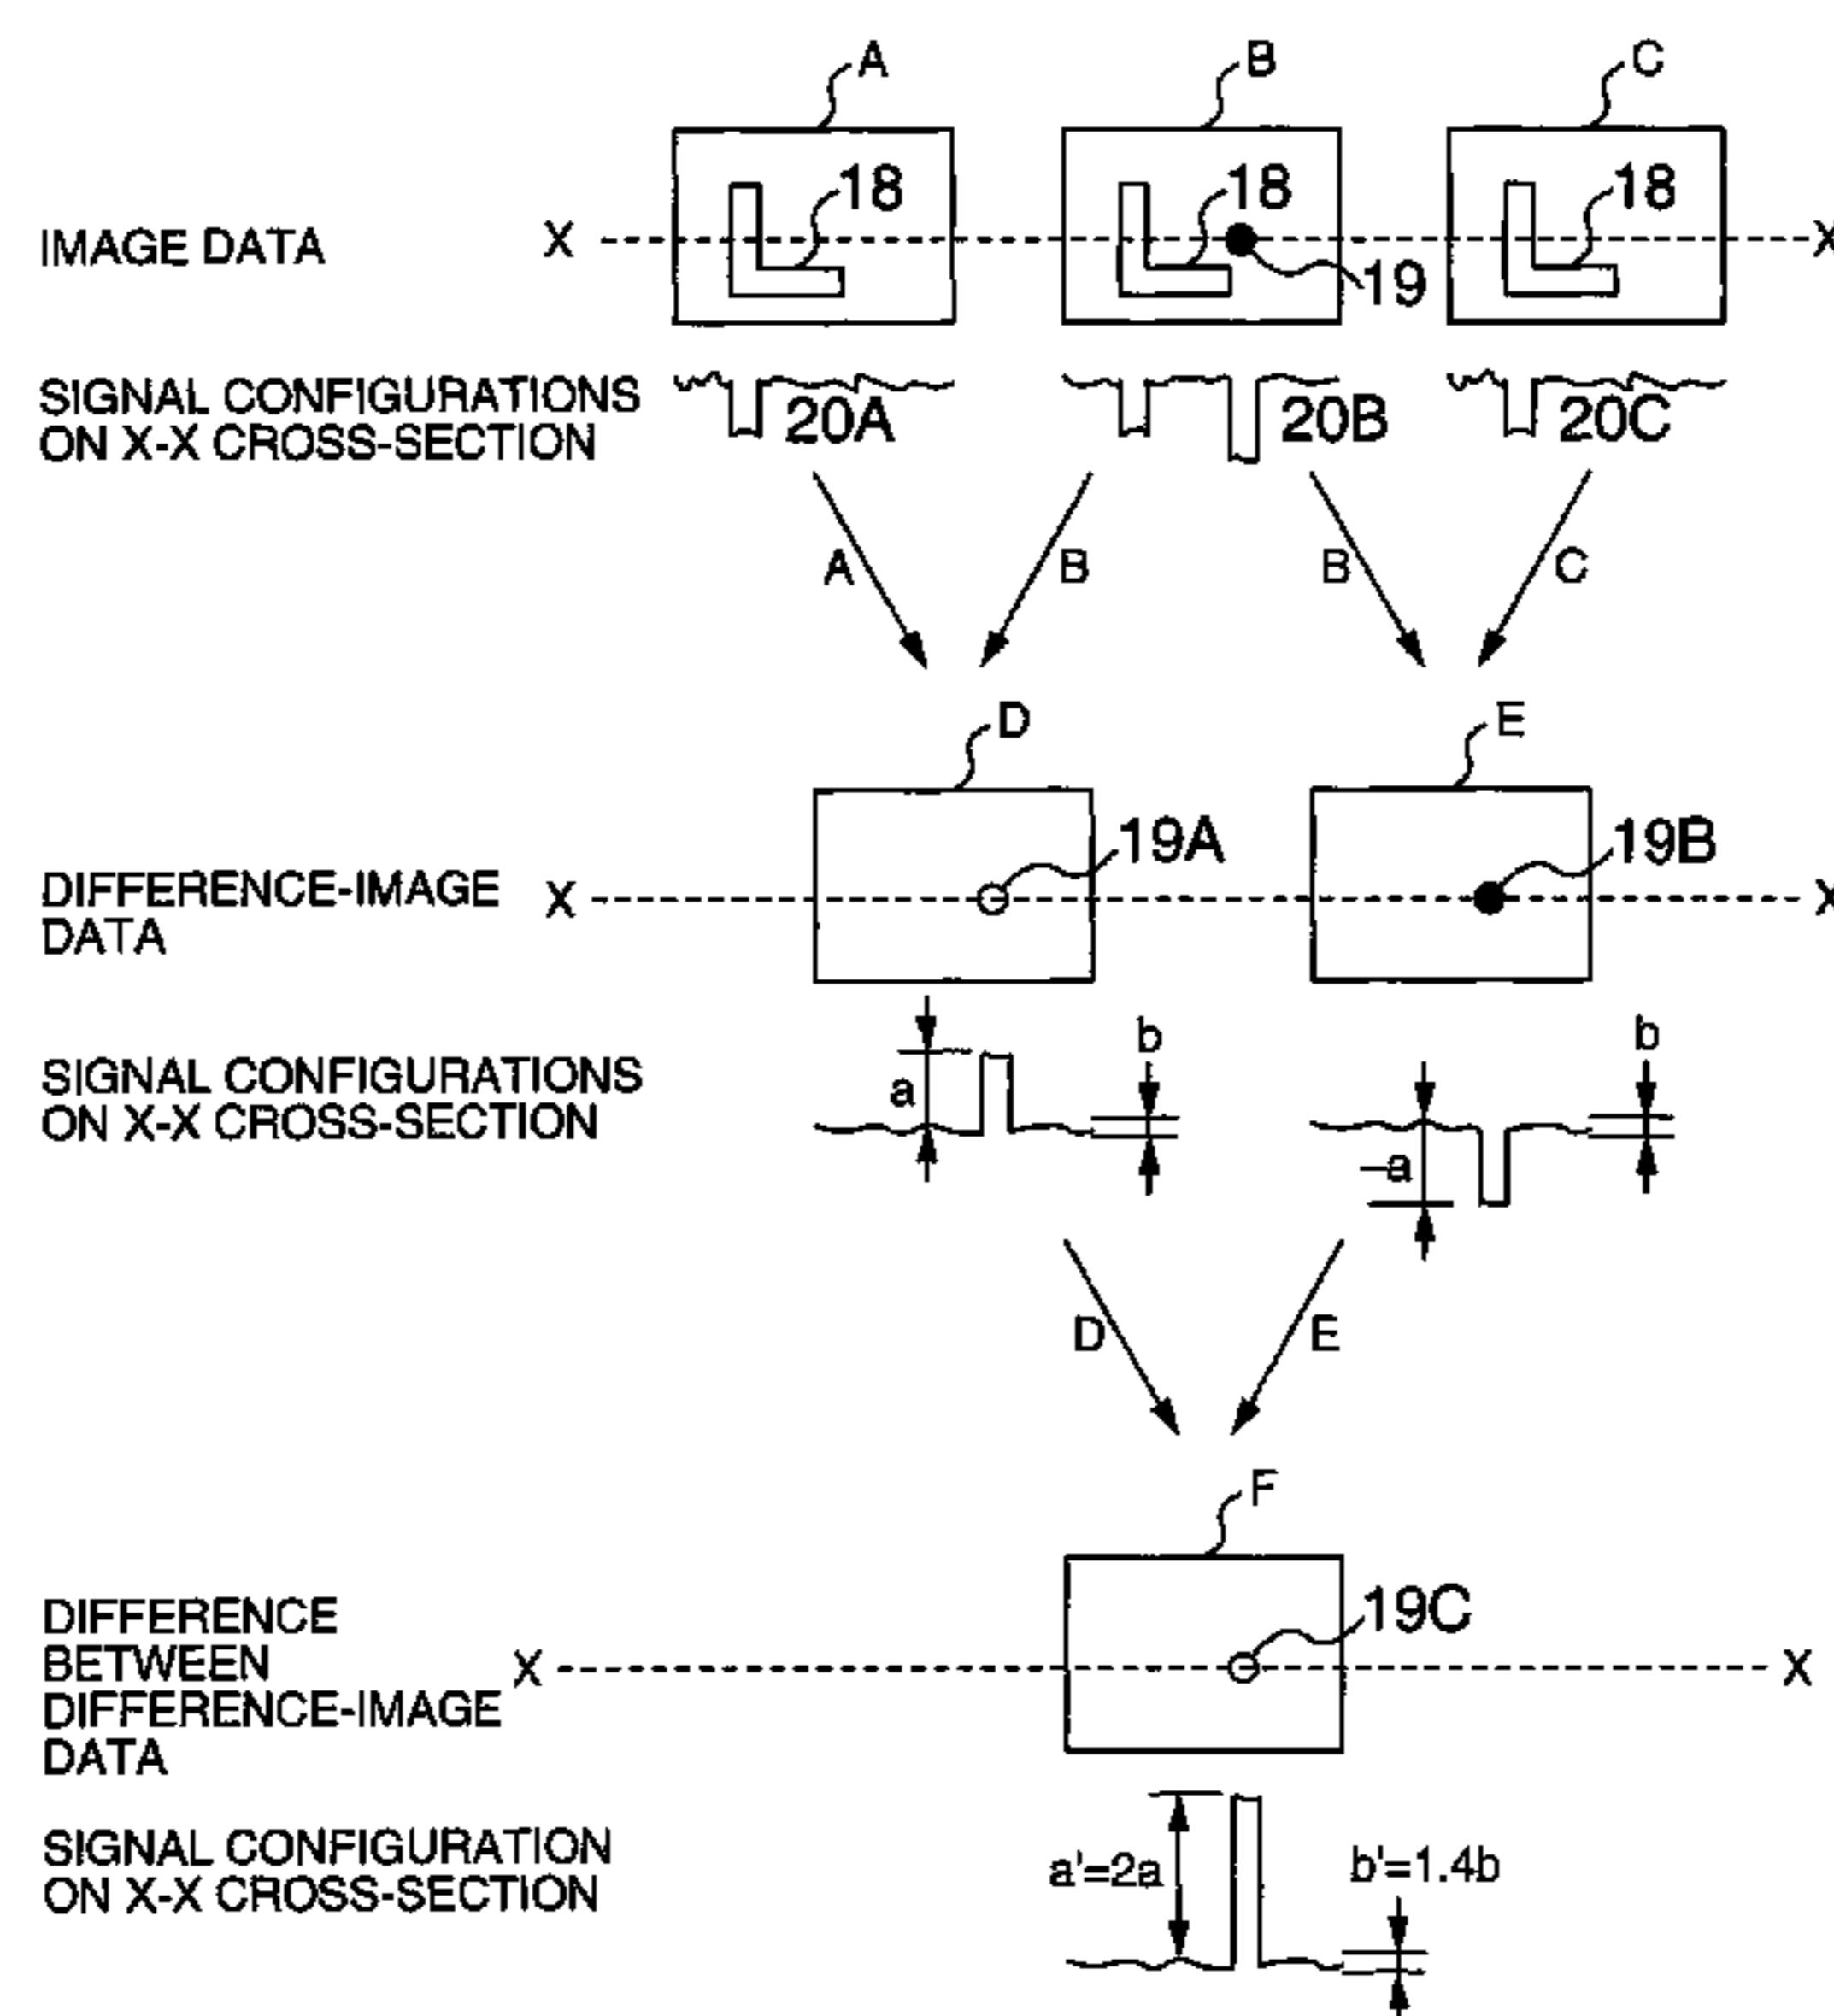 A B C
18 18 18
IMAGE DATA X X
19
SIGNAL CONFIGURATIONS
ON X-X CROSS-SECTION
20A 20B 20C
A B B C
D E
19A 19B
DIFFERENCE-IMAGE
DATA
X X
b b
SIGNAL CONFIGURATIONS
ON X-X CROSS-SECTION
a -a
D E
F
19C
DIFFERENCE
BETWEEN
DIFFERENCE-IMAGE
DATA
X X
SIGNAL CONFIGURATION
ON X-X CROSS-SECTION
a'=2a b'=1.4b